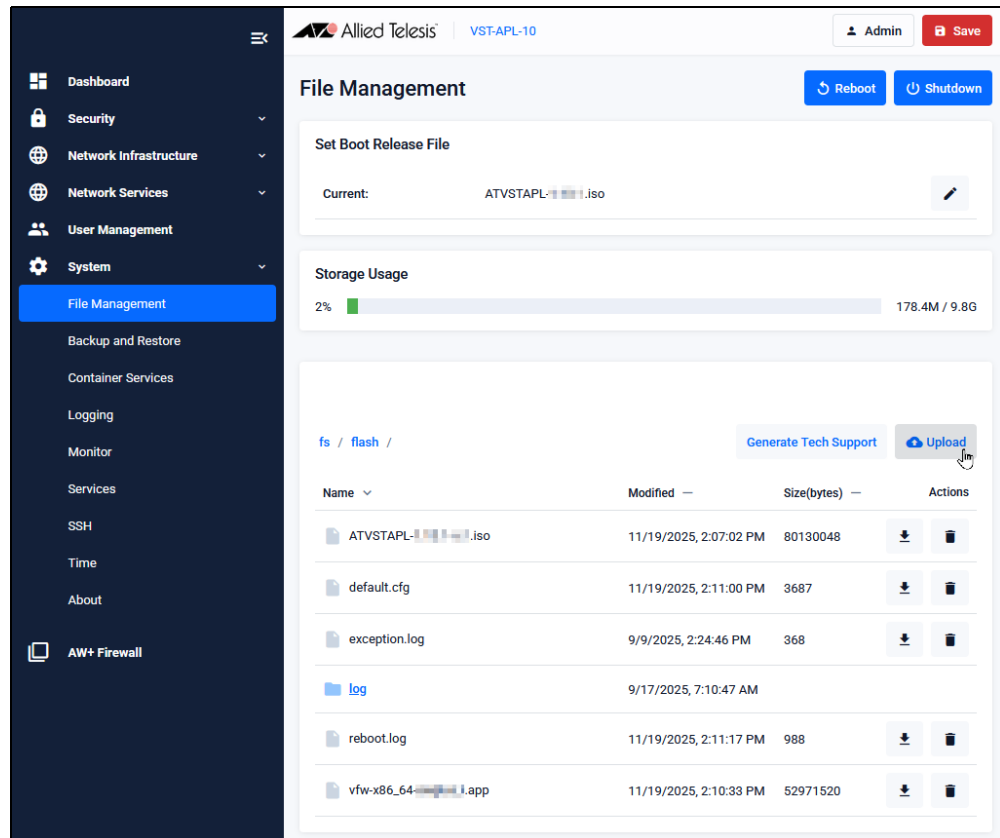 Allied Telesis VST-APL-10 Admin Save
Dashboard
Security
Network Infrastructure
Network Services
User Management
System
File Management
Backup and Restore
Container Services
Logging
Monitor
Services
SSH
Time
About
AW+ Firewall
File Management Reboot Shutdown
Set Boot Release File
Current: ATVSTAPL- .iso
Storage Usage
2% 178.4M / 9.8G
fs / flash / Generate Tech Support Upload
Name Modified Size(bytes) Actions
ATVSTAPL- .iso 11/19/2025, 2:07:02 PM 80130048
default.cfg 11/19/2025, 2:11:00 PM 3687
exception.log 9/9/2025, 2:24:46 PM 368
log 9/17/2025, 7:10:47 AM
reboot.log 11/19/2025, 2:11:17 PM 988
vfw-x86_64- .app 11/19/2025, 2:10:33 PM 52971520